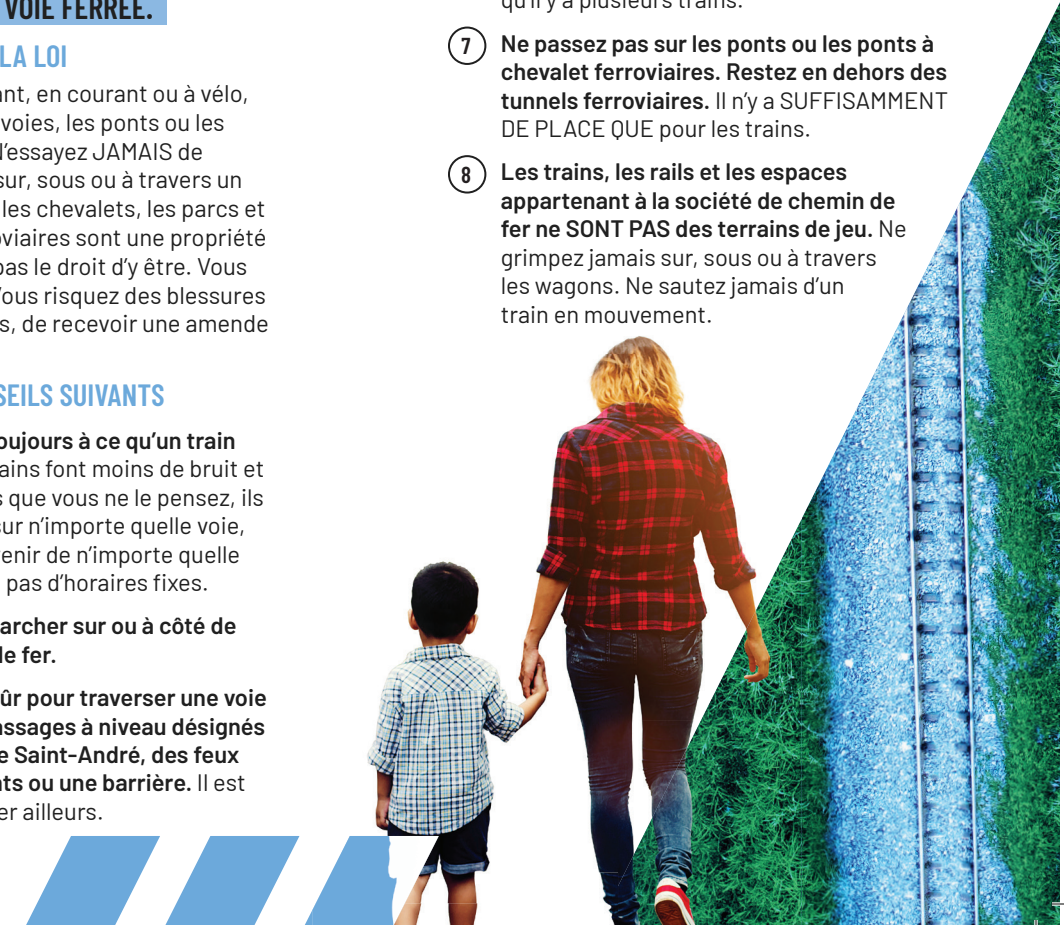 VOIE FERRÉE.
LA LOI
ant, en courant ou à vélo,
voies, les ponts ou les
N'essayez JAMAIS de
sur, sous ou à travers un
les chevalets, les parcs et
oviaires sont une propriété
pas le droit d'y être. Vous
Vous risquez des blessures
s, de recevoir une amende
SEILS SUIVANTS
oujours à ce qu'un train
ains font moins de bruit et
s que vous ne le pensez, ils
sur n'importe quelle voie,
venir de n'importe quelle
pas d'horaires fixes.
archer sur ou à côté de
de fer.
ûr pour traverser une voie
assages à niveau désignés
e Saint-André, des feux
nts ou une barrière. Il est
er ailleurs.
qu'il y a plusieurs trains.
7 Ne passez pas sur les ponts ou les ponts à
chevalet ferroviaires. Restez en dehors des
tunnels ferroviaires. Il n'y a SUFFISAMMENT
DE PLACE QUE pour les trains.
8 Les trains, les rails et les espaces
appartenant à la société de chemin de
fer ne SONT PAS des terrains de jeu. Ne
grimpez jamais sur, sous ou à travers
les wagons. Ne sautez jamais d'un
train en mouvement.